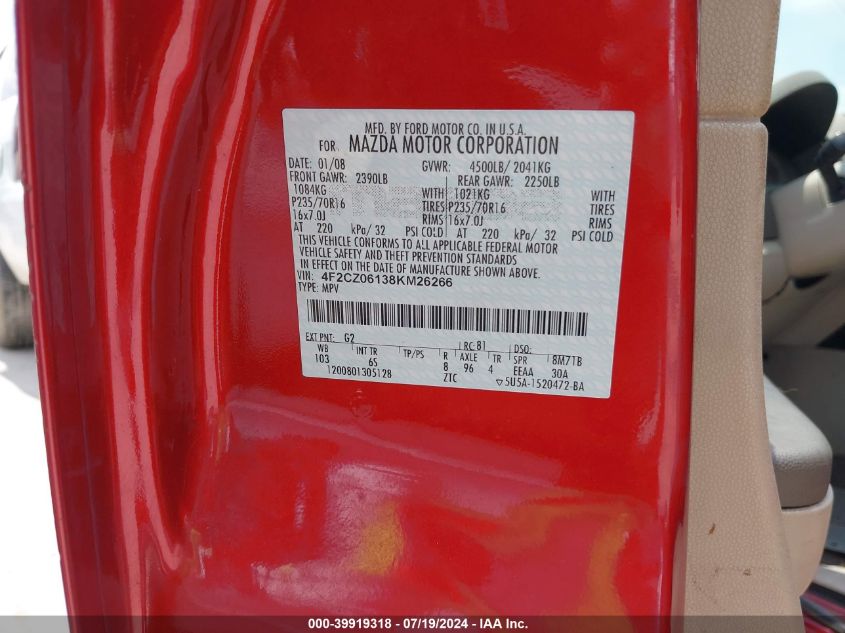 MFD. BY FORD MOTOR CO. IN U.S.A.
FOR MAZDA MOTOR CORPORATION
DATE: 01/08 GVWR: 4500LB/ 2041KG
FRONT GAWR: 2390LB REAR GAWR: 2250LB
1084KG WITH 1021KG WITH
P235/70R16 TIRES P235/70R16 TIRES
16x7.0J RIMS 16x7.0J RIMS
AT 220 kPa/ 32 PSI COLD AT 220 kPa/ 32 PSI COLD
THIS VEHICLE CONFORMS TO ALL APPLICABLE FEDERAL MOTOR
VEHICLE SAFETY AND THEFT PREVENTION STANDARDS
IN EFFECT ON THE DATE OF MANUFACTURE SHOWN ABOVE.
VIN: 4F2CZ06138KM26266
TYPE: MPV
EXT PNT: G2 RC: 81 DSO:
WB INT TR TP/PS R AXLE TR SPR 8M71B
103 6S 8 96 4 EEAA 30A
1200801305128 ZTC ▽5U5A-1520472-BA
000-39919318 - 07/19/2024 - IAA Inc.